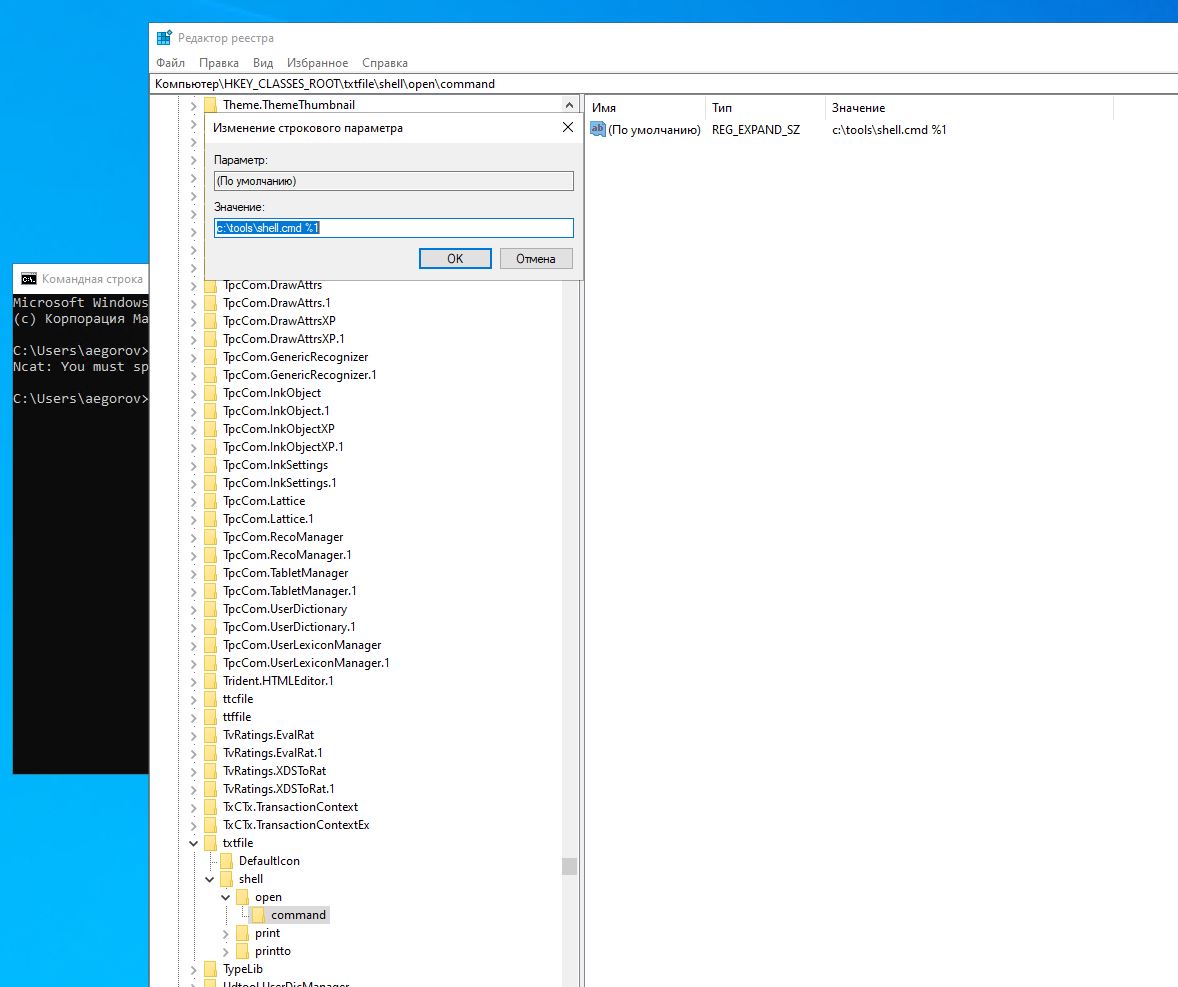 Редактор реестра
Файл Правка Вид Избранное Справка
Компьютер\HKEY_CLASSES_ROOT\txtfile\shell\open\command
Theme.ThemeThumbnail
Изменение строкового параметра
Параметр:
(По умолчанию)
Значение:
c:\tools\shell.cmd %1
OK Отмена
TpcCom.DrawAttrs
TpcCom.DrawAttrs.1
TpcCom.DrawAttrsXP
TpcCom.DrawAttrsXP.1
TpcCom.GenericRecognizer
TpcCom.GenericRecognizer.1
TpcCom.InkObject
TpcCom.InkObject.1
TpcCom.InkObjectXP
TpcCom.InkObjectXP.1
TpcCom.InkSettings
TpcCom.InkSettings.1
TpcCom.Lattice
TpcCom.Lattice.1
TpcCom.RecoManager
TpcCom.RecoManager.1
TpcCom.TabletManager
TpcCom.TabletManager.1
TpcCom.UserDictionary
TpcCom.UserDictionary.1
TpcCom.UserLexiconManager
TpcCom.UserLexiconManager.1
Trident.HTMLEditor.1
ttcfile
ttffile
TvRatings.EvalRat
TvRatings.EvalRat.1
TvRatings.XDSToRat
TvRatings.XDSToRat.1
TxCTx.TransactionContext
TxCTx.TransactionContextEx
txtfile
DefaultIcon
shell
open
command
print
printto
TypeLib
Udtool.UserDicManager
Имя Тип Значение
ab (По умолчанию) REG_EXPAND_SZ c:\tools\shell.cmd %1
C:\. Командная строка
Microsoft Windows
(c) Корпорация Ма
C:\Users\aegorov>
Ncat: You must sp
C:\Users\aegorov>